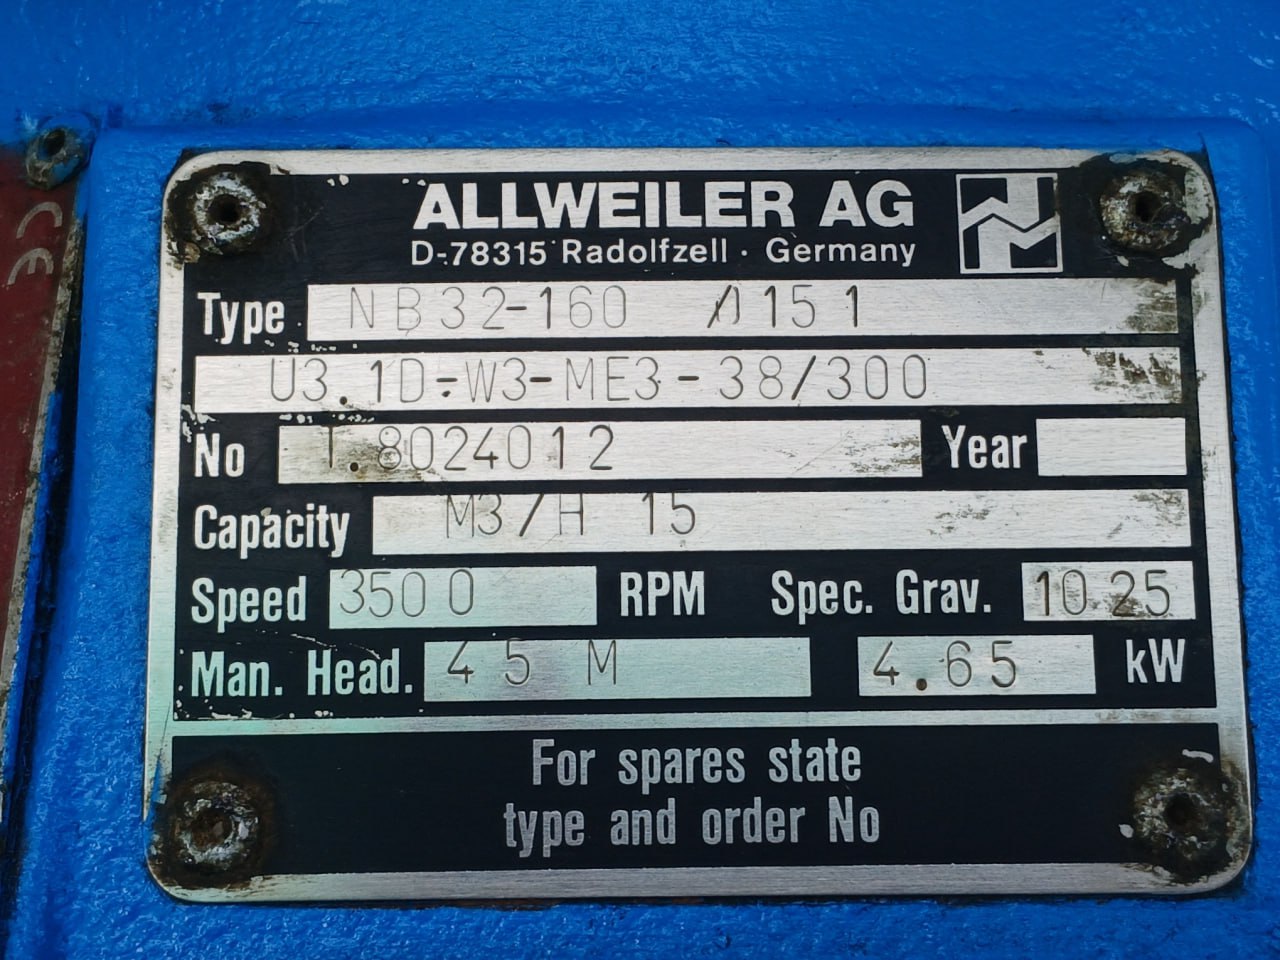 ALLWEILER AG
D-78315 Radolfzell · Germany
Type NB32-160 /0151
U3.1D-W3-ME3-38/300
No T.8024012 Year
Capacity M3/H 15
Speed 3500 RPM Spec. Grav. 1025
Man. Head. 45 M 4.65 kW
For spares state
type and order No
CE